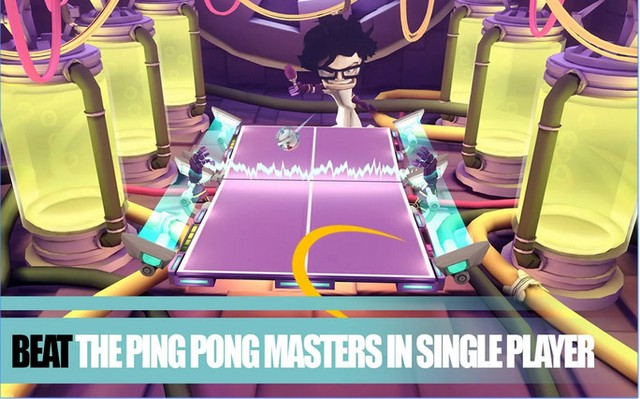 BEAT THE PING PONG MASTERS IN SINGLE PLAYER